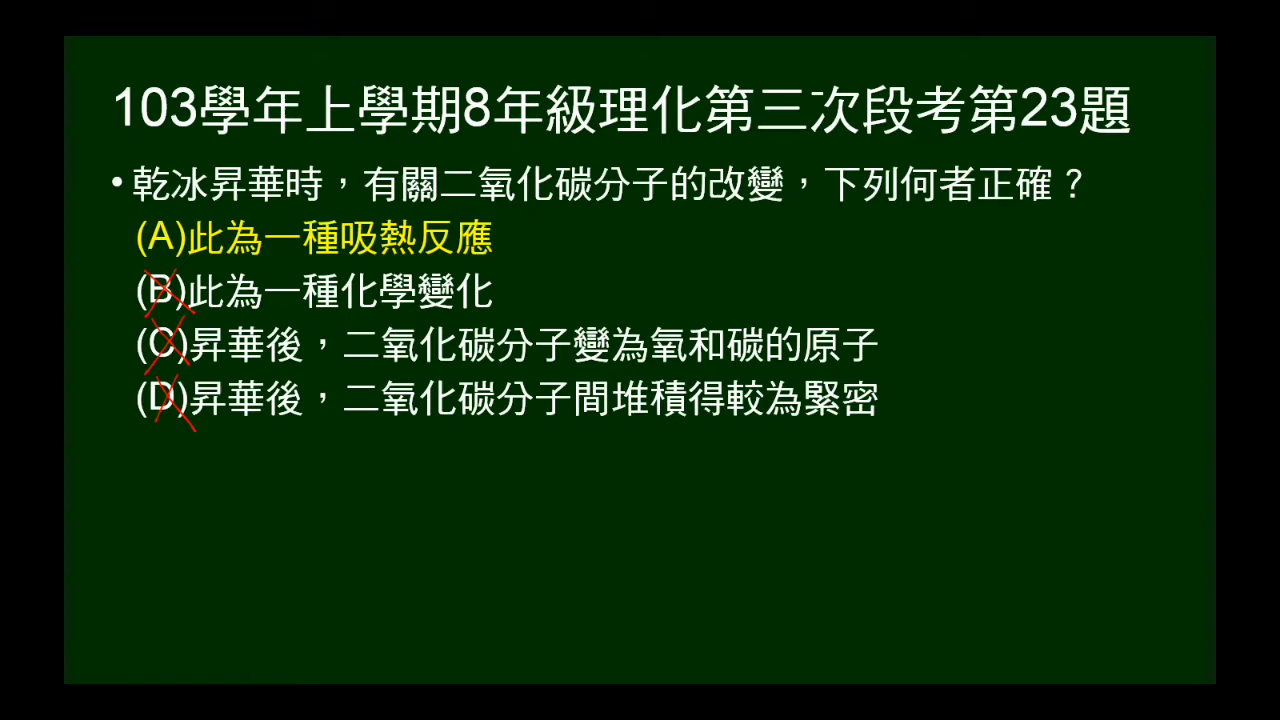 103學年上學期8年級理化第三次段考第23題
•乾冰昇華時，有關二氧化碳分子的改變，下列何者正確？
(A)此為一種吸熱反應
(B)此為一種化學變化
(C)昇華後，二氧化碳分子變為氧和碳的原子
(D)昇華後，二氧化碳分子間堆積得較為緊密